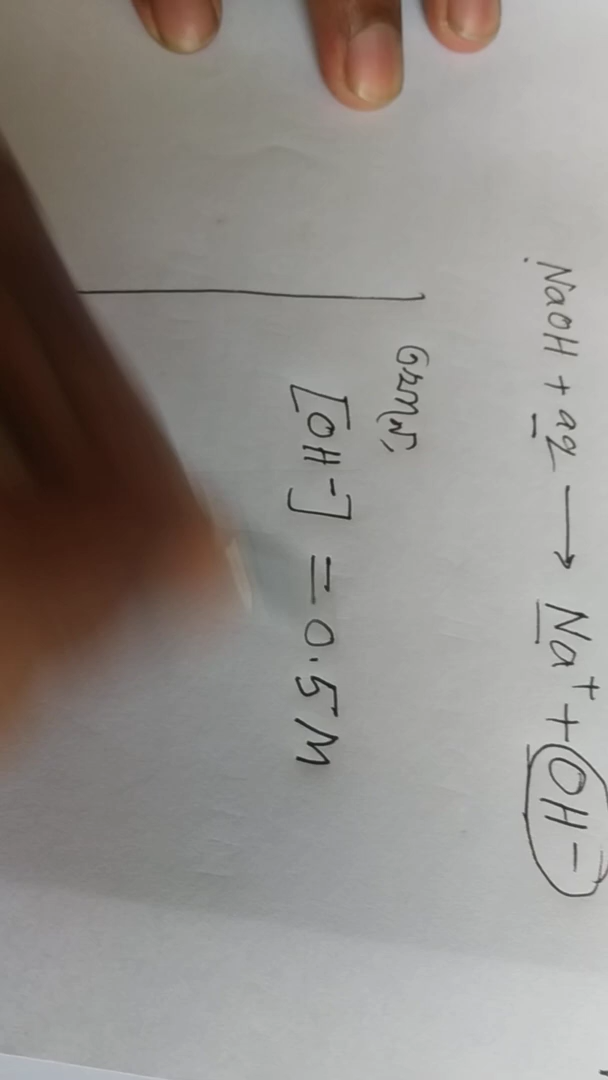 NaOH + aq → Na⁺ + OH⁻
[OH⁻] = 0.5 M